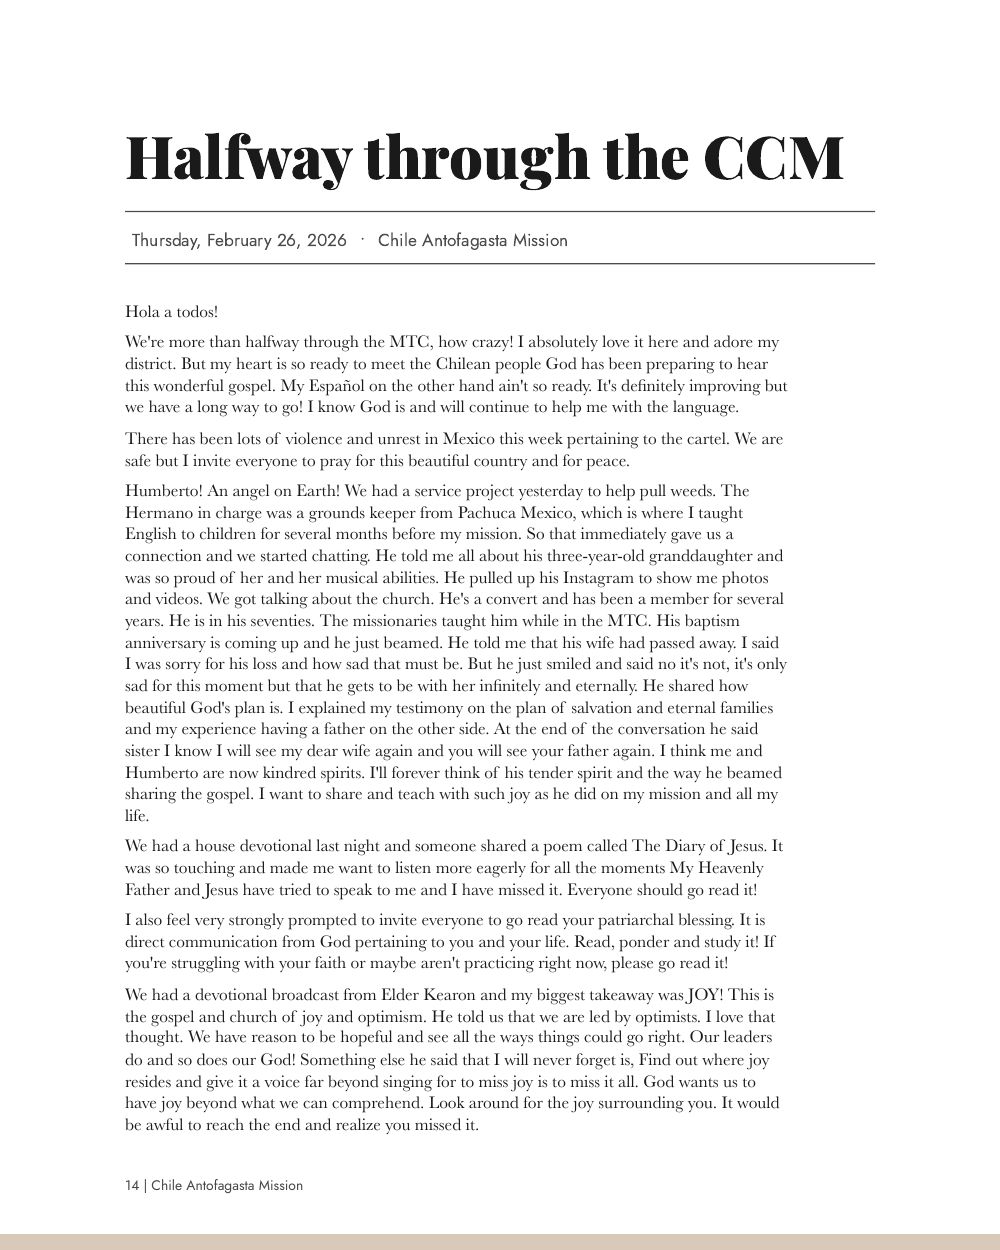 Halfway through the CCM
Thursday, February 26, 2026 · Chile Antofagasta Mission
Hola a todos!
We're more than halfway through the MTC, how crazy! I absolutely love it here and adore my
district. But my heart is so ready to meet the Chilean people God has been preparing to hear
this wonderful gospel. My Español on the other hand ain't so ready. It's definitely improving but
we have a long way to go! I know God is and will continue to help me with the language.
There has been lots of violence and unrest in Mexico this week pertaining to the cartel. We are
safe but I invite everyone to pray for this beautiful country and for peace.
Humberto! An angel on Earth! We had a service project yesterday to help pull weeds. The
Hermano in charge was a grounds keeper from Pachuca Mexico, which is where I taught
English to children for several months before my mission. So that immediately gave us a
connection and we started chatting. He told me all about his three-year-old granddaughter and
was so proud of her and her musical abilities. He pulled up his Instagram to show me photos
and videos. We got talking about the church. He's a convert and has been a member for several
years. He is in his seventies. The missionaries taught him while in the MTC. His baptism
anniversary is coming up and he just beamed. He told me that his wife had passed away. I said
I was sorry for his loss and how sad that must be. But he just smiled and said no it's not, it's only
sad for this moment but that he gets to be with her infinitely and eternally. He shared how
beautiful God's plan is. I explained my testimony on the plan of salvation and eternal families
and my experience having a father on the other side. At the end of the conversation he said
sister I know I will see my dear wife again and you will see your father again. I think me and
Humberto are now kindred spirits. I'll forever think of his tender spirit and the way he beamed
sharing the gospel. I want to share and teach with such joy as he did on my mission and all my
life.
We had a house devotional last night and someone shared a poem called The Diary of Jesus. It
was so touching and made me want to listen more eagerly for all the moments My Heavenly
Father and Jesus have tried to speak to me and I have missed it. Everyone should go read it!
I also feel very strongly prompted to invite everyone to go read your patriarchal blessing. It is
direct communication from God pertaining to you and your life. Read, ponder and study it! If
you're struggling with your faith or maybe aren't practicing right now, please go read it!
We had a devotional broadcast from Elder Kearon and my biggest takeaway was JOY! This is
the gospel and church of joy and optimism. He told us that we are led by optimists. I love that
thought. We have reason to be hopeful and see all the ways things could go right. Our leaders
do and so does our God! Something else he said that I will never forget is, Find out where joy
resides and give it a voice far beyond singing for to miss joy is to miss it all. God wants us to
have joy beyond what we can comprehend. Look around for the joy surrounding you. It would
be awful to reach the end and realize you missed it.
14 | Chile Antofagasta Mission